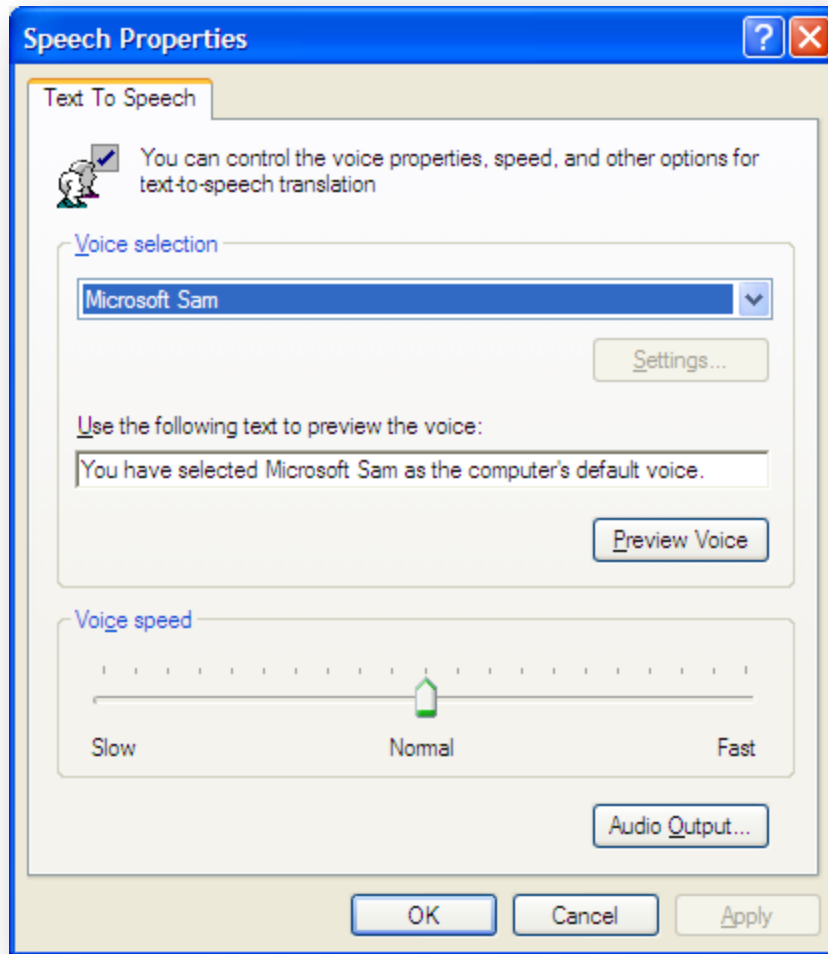 Speech Properties
Text To Speech
You can control the voice properties, speed, and other options for
text-to-speech translation
Voice selection
Microsoft Sam
Settings...
Use the following text to preview the voice:
You have selected Microsoft Sam as the computer's default voice.
Preview Voice
Voice speed
Slow Normal Fast
Audio Output...
OK Cancel Apply